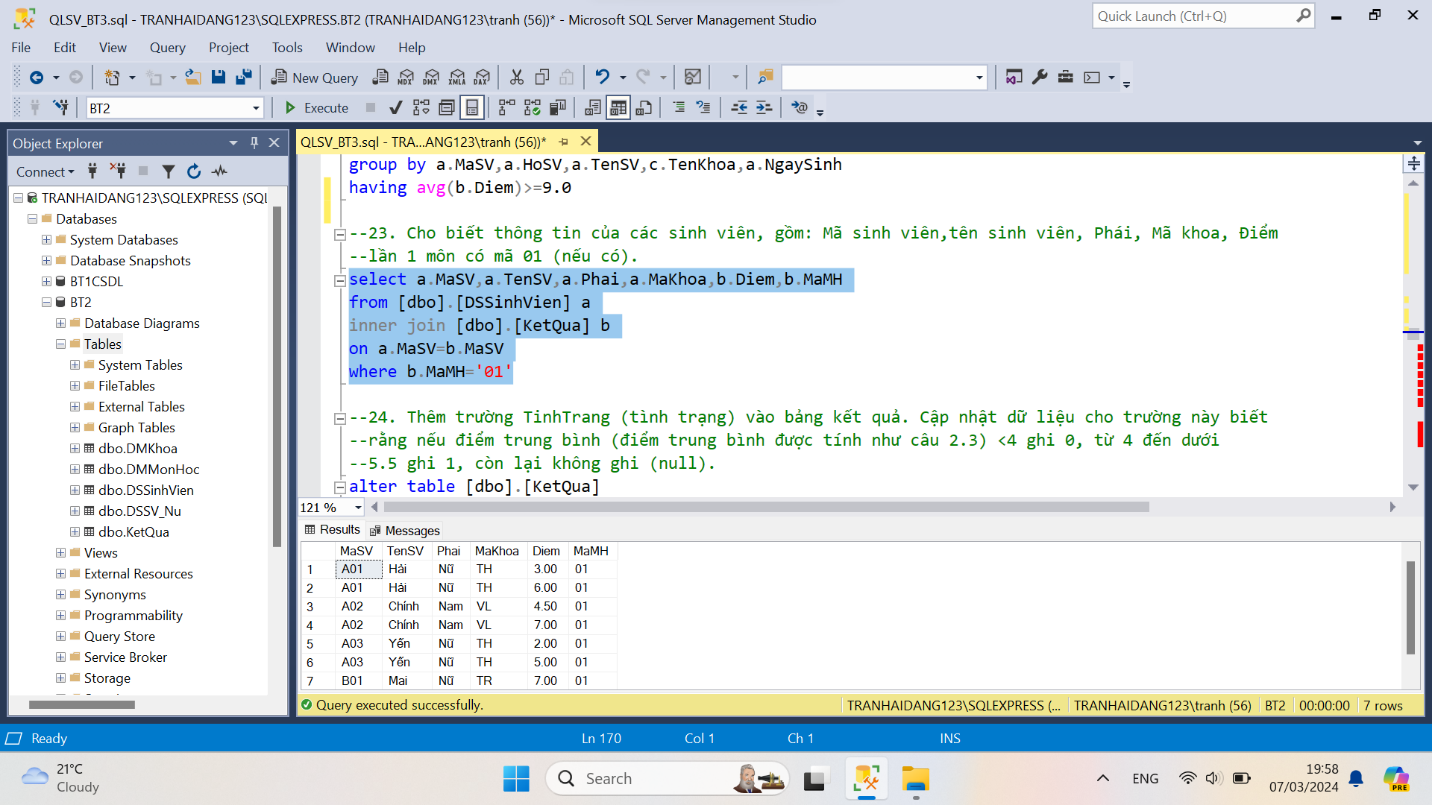 QLSV_BT3.sql - TRANHAIDANG123\SQLEXPRESS.BT2 (TRANHAIDANG123\tranh (56))* - Microsoft SQL Server Management Studio
Quick Launch (Ctrl+Q)
File Edit View Query Project Tools Window Help
New Query
MDX DMX XMLA DAX
BT2
Execute
Object Explorer
Connect
TRANHAIDANG123\SQLEXPRESS (SQL
Databases
System Databases
Database Snapshots
BT1CSDL
BT2
Database Diagrams
Tables
System Tables
FileTables
External Tables
Graph Tables
dbo.DMKhoa
dbo.DMMonHoc
dbo.DSSinhVien
dbo.DSSV_Nu
dbo.KetQua
Views
External Resources
Synonyms
Programmability
Query Store
Service Broker
Storage
QLSV_BT3.sql - TRA...ANG123\tranh (56))*
group by a.MaSV,a.HoSV,a.TenSV,c.TenKhoa,a.NgaySinh
having avg(b.Diem)>=9.0
--23. Cho biết thông tin của các sinh viên, gồm: Mã sinh viên,tên sinh viên, Phái, Mã khoa, Điểm
--lần 1 môn có mã 01 (nếu có).
select a.MaSV,a.TenSV,a.Phai,a.MaKhoa,b.Diem,b.MaMH
from [dbo].[DSSinhVien] a
inner join [dbo].[KetQua] b
on a.MaSV=b.MaSV
where b.MaMH='01'
--24. Thêm trường TinhTrang (tình trạng) vào bảng kết quả. Cập nhật dữ liệu cho trường này biết
--rằng nếu điểm trung bình (điểm trung bình được tính như câu 2.3) <4 ghi 0, từ 4 đến dưới
--5.5 ghi 1, còn lại không ghi (null).
alter table [dbo].[KetQua]
121 %
Results Messages
MaSV TenSV Phai MaKhoa Diem MaMH
1 A01 Hải Nữ TH 3.00 01
2 A01 Hải Nữ TH 6.00 01
3 A02 Chính Nam VL 4.50 01
4 A02 Chính Nam VL 7.00 01
5 A03 Yến Nữ TH 2.00 01
6 A03 Yến Nữ TH 5.00 01
7 B01 Mai Nữ TR 7.00 01
Query executed successfully.
TRANHAIDANG123\SQLEXPRESS (... TRANHAIDANG123\tranh (56) BT2 00:00:00 7 rows
Ready Ln 170 Col 1 Ch 1 INS
21°C
Cloudy
Search
ENG
19:58
07/03/2024
PRE